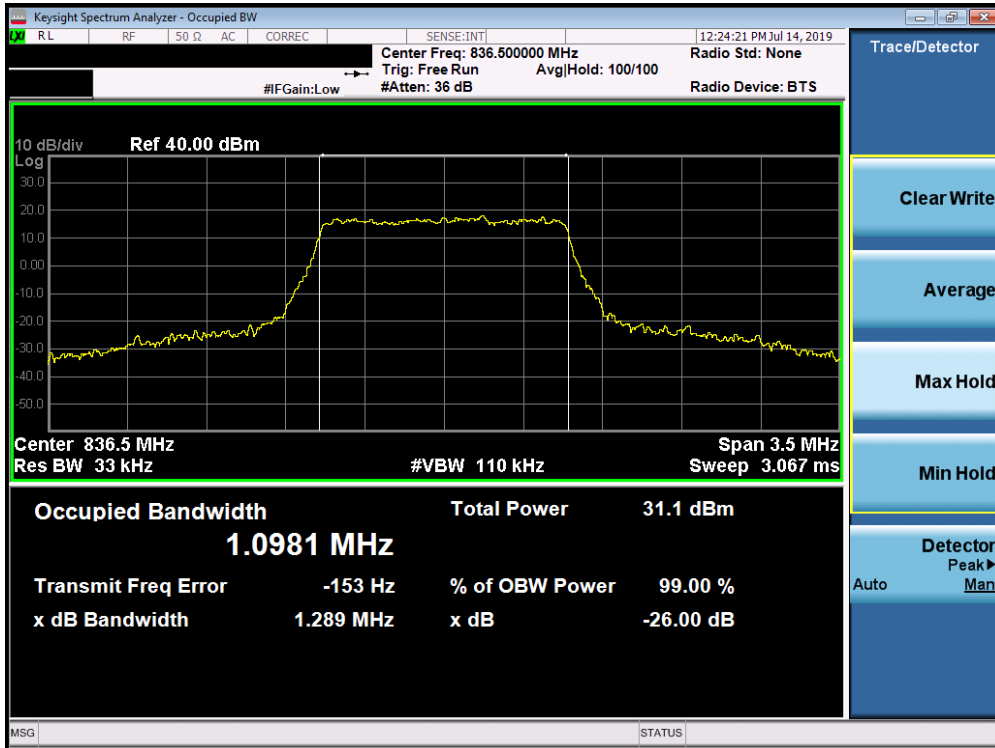 Keysight Spectrum Analyzer - Occupied BW
LXI RL RF 50 Ω AC CORREC SENSE:INT 12:24:21 PM Jul 14, 2019
Center Freq: 836.500000 MHz Radio Std: None
Trig: Free Run Avg|Hold: 100/100
#IFGain:Low #Atten: 36 dB Radio Device: BTS
10 dB/div Ref 40.00 dBm
Log
30.0
20.0
10.0
0.00
-10.0
-20.0
-30.0
-40.0
-50.0
Center 836.5 MHz Span 3.5 MHz
Res BW 33 kHz #VBW 110 kHz Sweep 3.067 ms
Occupied Bandwidth Total Power 31.1 dBm
1.0981 MHz
Transmit Freq Error -153 Hz % of OBW Power 99.00 %
x dB Bandwidth 1.289 MHz x dB -26.00 dB
MSG STATUS
Trace/Detector
Clear Write
Average
Max Hold
Min Hold
Detector
Peak▶
Auto Man